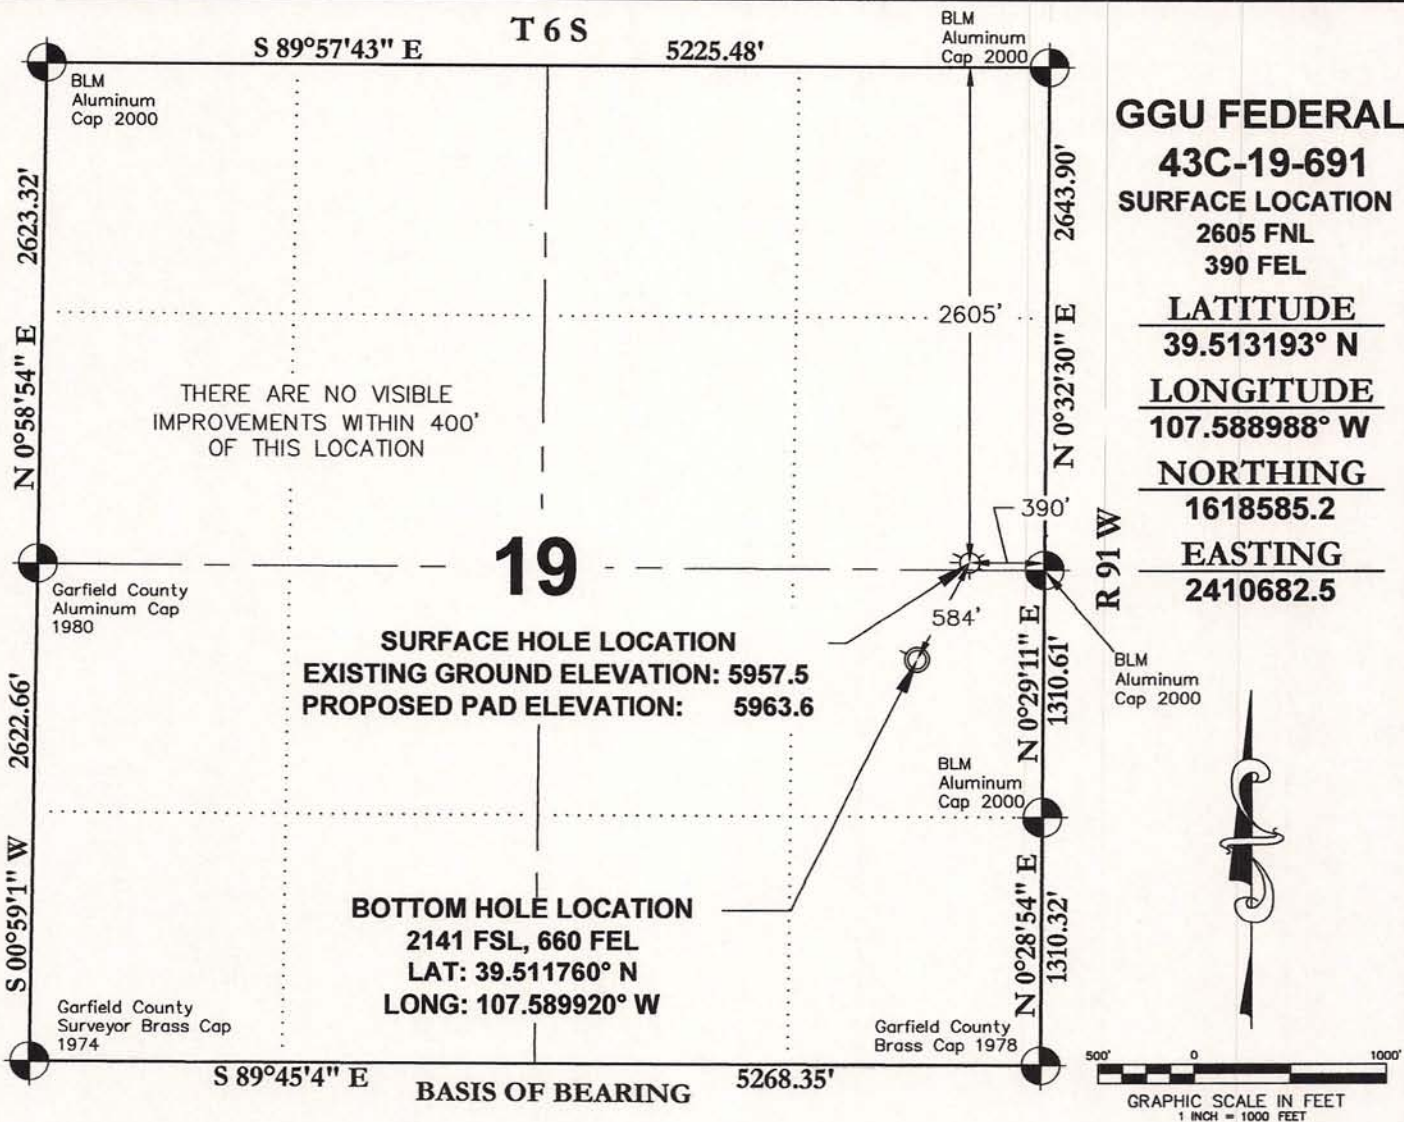 T 6 S
S 89°57'43" E
5225.48'
BLM
Aluminum
Cap 2000
BLM
Aluminum
Cap 2000
GGU FEDERAL
43C-19-691
SURFACE LOCATION
2605 FNL
390 FEL
LATITUDE
39.513193° N
LONGITUDE
107.588988° W
NORTHING
1618585.2
EASTING
2410682.5
2623.32'
N 0°58'54" E
2643.90'
N 0°32'30" E
2605'
THERE ARE NO VISIBLE
IMPROVEMENTS WITHIN 400'
OF THIS LOCATION
390'
R 91 W
19
Garfield County
Aluminum Cap
1980
584'
SURFACE HOLE LOCATION
EXISTING GROUND ELEVATION: 5957.5
PROPOSED PAD ELEVATION: 5963.6
N 0°29'11" E
1310.61'
BLM
Aluminum
Cap 2000
2622.66'
S 00°59'1" W
BLM
Aluminum
Cap 2000
BOTTOM HOLE LOCATION
2141 FSL, 660 FEL
LAT: 39.511760° N
LONG: 107.589920° W
N 0°28'54" E
1310.32'
Garfield County
Surveyor Brass Cap
1974
Garfield County
Brass Cap 1978
S 89°45'4" E
BASIS OF BEARING
5268.35'
500' 0 1000'
GRAPHIC SCALE IN FEET
1 INCH = 1000 FEET